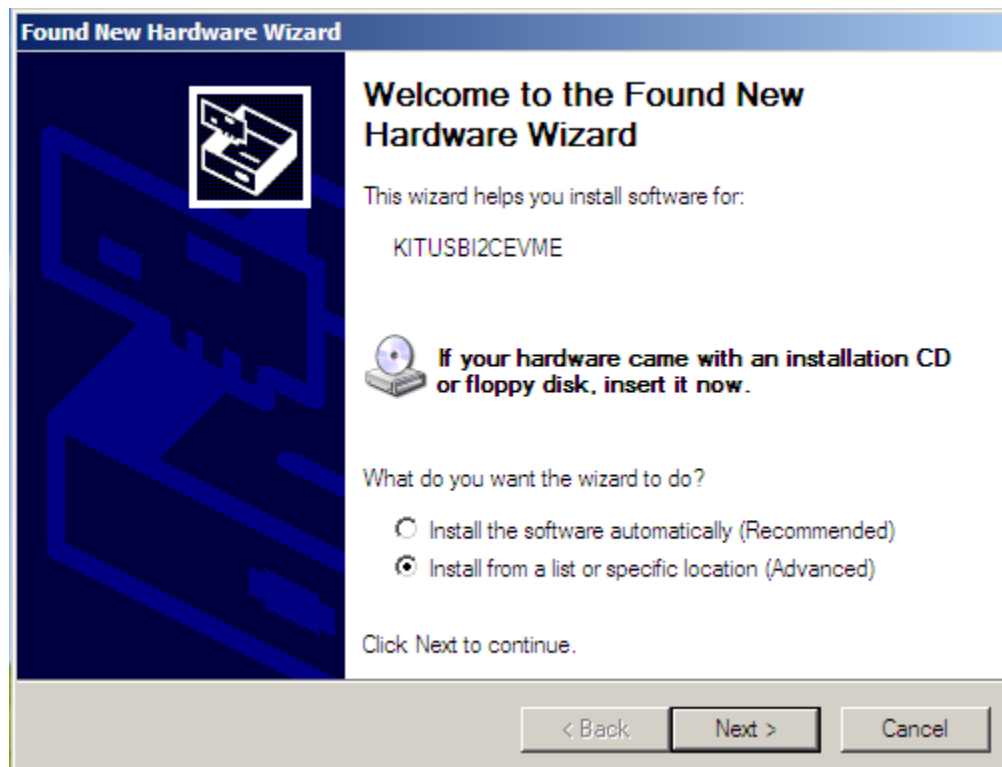 Found New Hardware Wizard
Welcome to the Found New
Hardware Wizard
This wizard helps you install software for:
KITUSBI2CEVME
If your hardware came with an installation CD
or floppy disk, insert it now.
What do you want the wizard to do?
Install the software automatically (Recommended)
Install from a list or specific location (Advanced)
Click Next to continue.
< Back
Next >
Cancel